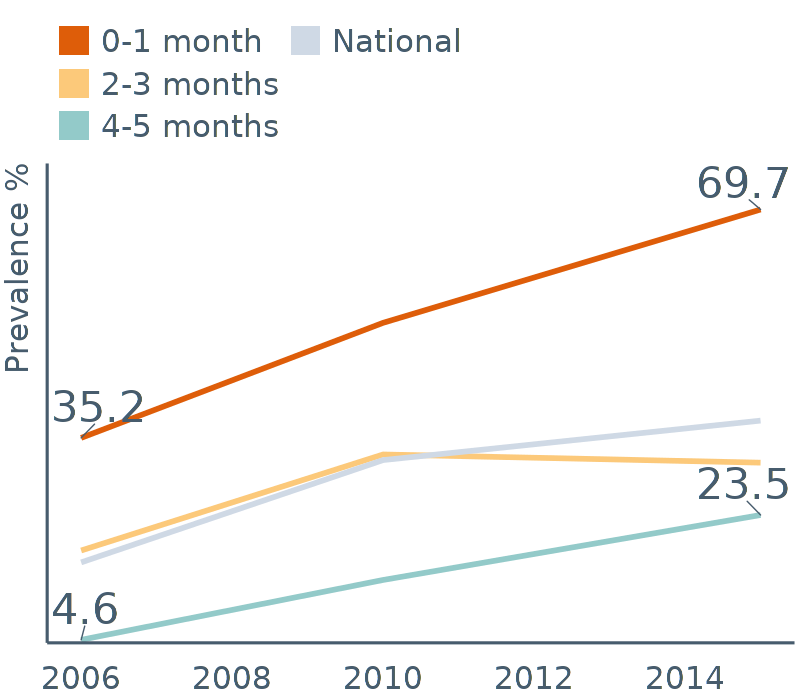 0-1 month
National
2-3 months
4-5 months
Prevalence %
69.7
35.2
23.5
4.6
2006 2008 2010 2012 2014